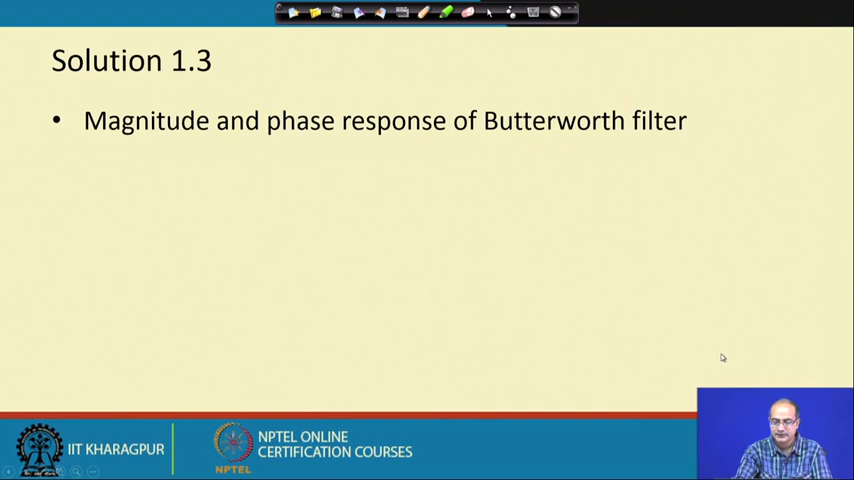 Solution 1.3
• Magnitude and phase response of Butterworth filter
IIT KHARAGPUR
NPTEL
NPTEL ONLINE
CERTIFICATION COURSES